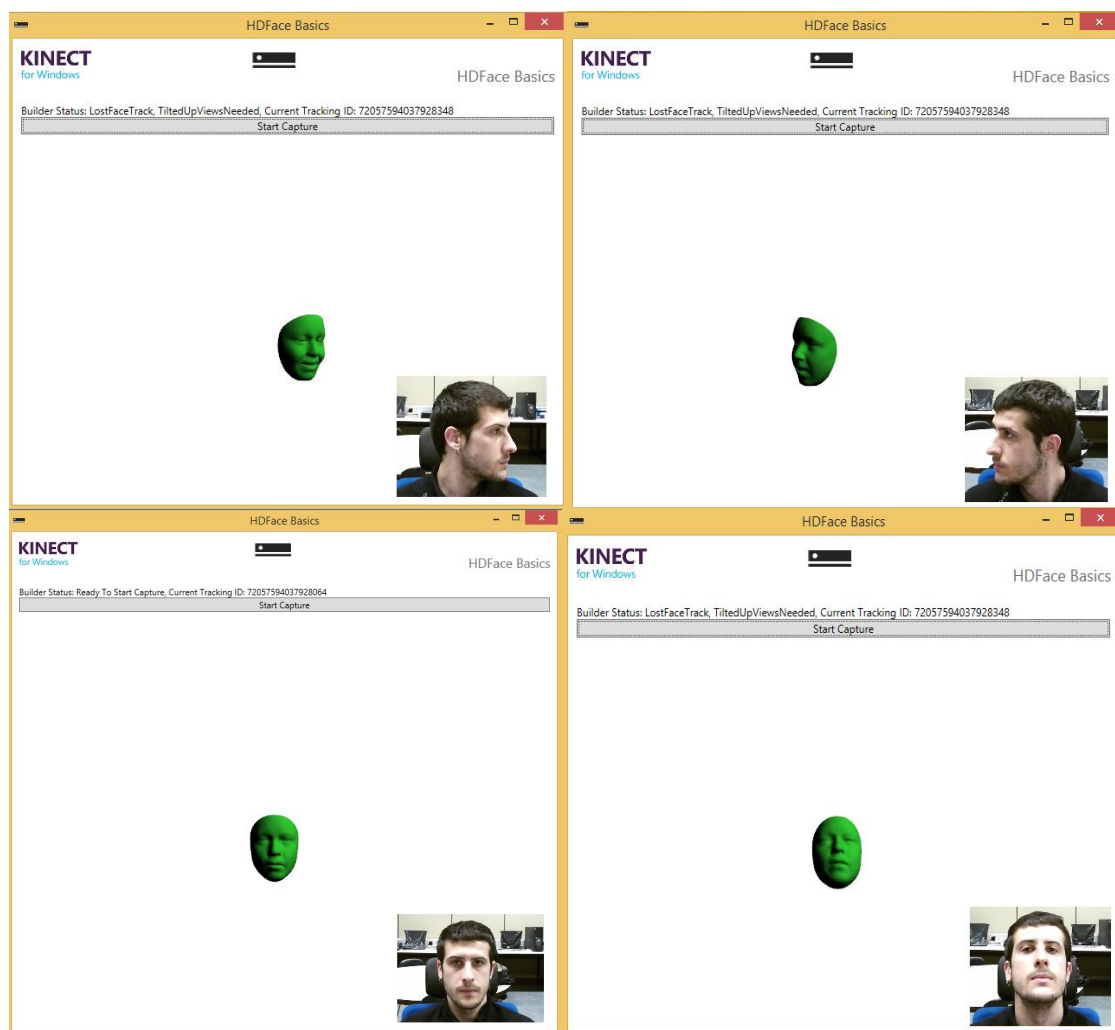 HDFace Basics
KINECT
for Windows
HDFace Basics
Builder Status: LostFaceTrack, TiltedUpViewsNeeded, Current Tracking ID: 72057594037928348
Start Capture
HDFace Basics
KINECT
for Windows
HDFace Basics
Builder Status: LostFaceTrack, TiltedUpViewsNeeded, Current Tracking ID: 72057594037928348
Start Capture
HDFace Basics
KINECT
for Windows
HDFace Basics
Builder Status: Ready To Start Capture, Current Tracking ID: 72057594037928064
Start Capture
HDFace Basics
KINECT
for Windows
HDFace Basics
Builder Status: LostFaceTrack, TiltedUpViewsNeeded, Current Tracking ID: 72057594037928348
Start Capture